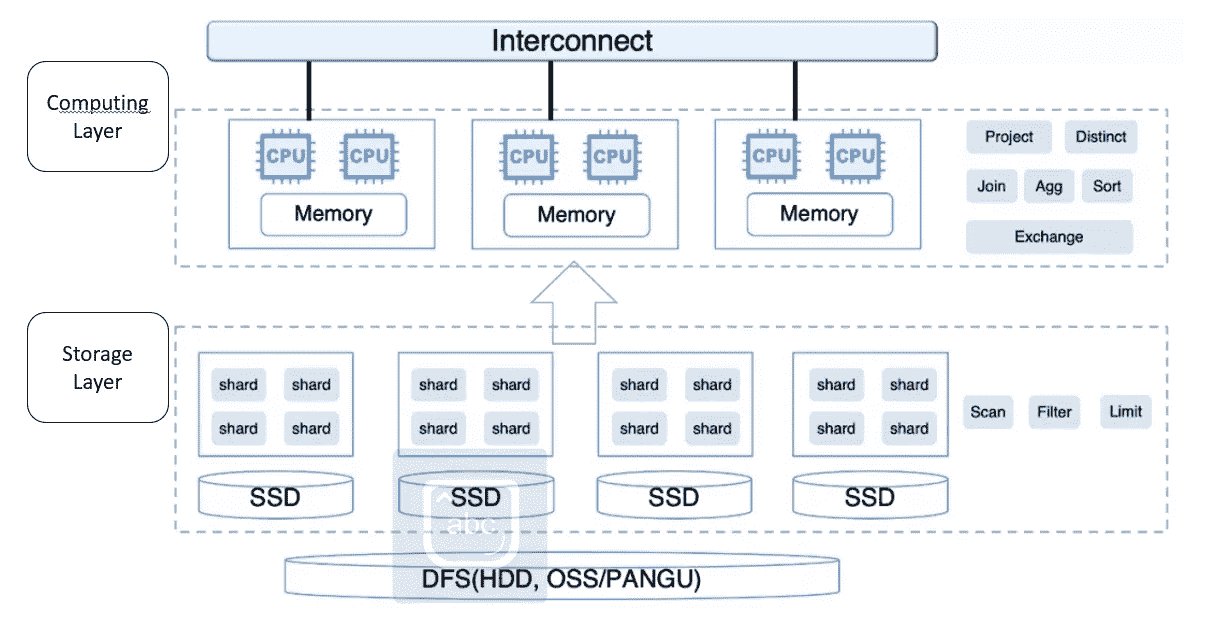 Interconnect
Computing
Layer
CPU CPU CPU CPU CPU CPU
Memory Memory Memory
Project Distinct
Join Agg Sort
Exchange
Storage
Layer
shard shard shard shard shard shard shard shard
shard shard shard shard shard shard shard shard
Scan Filter Limit
SSD SSD SSD SSD
abc
DFS(HDD, OSS/PANGU)